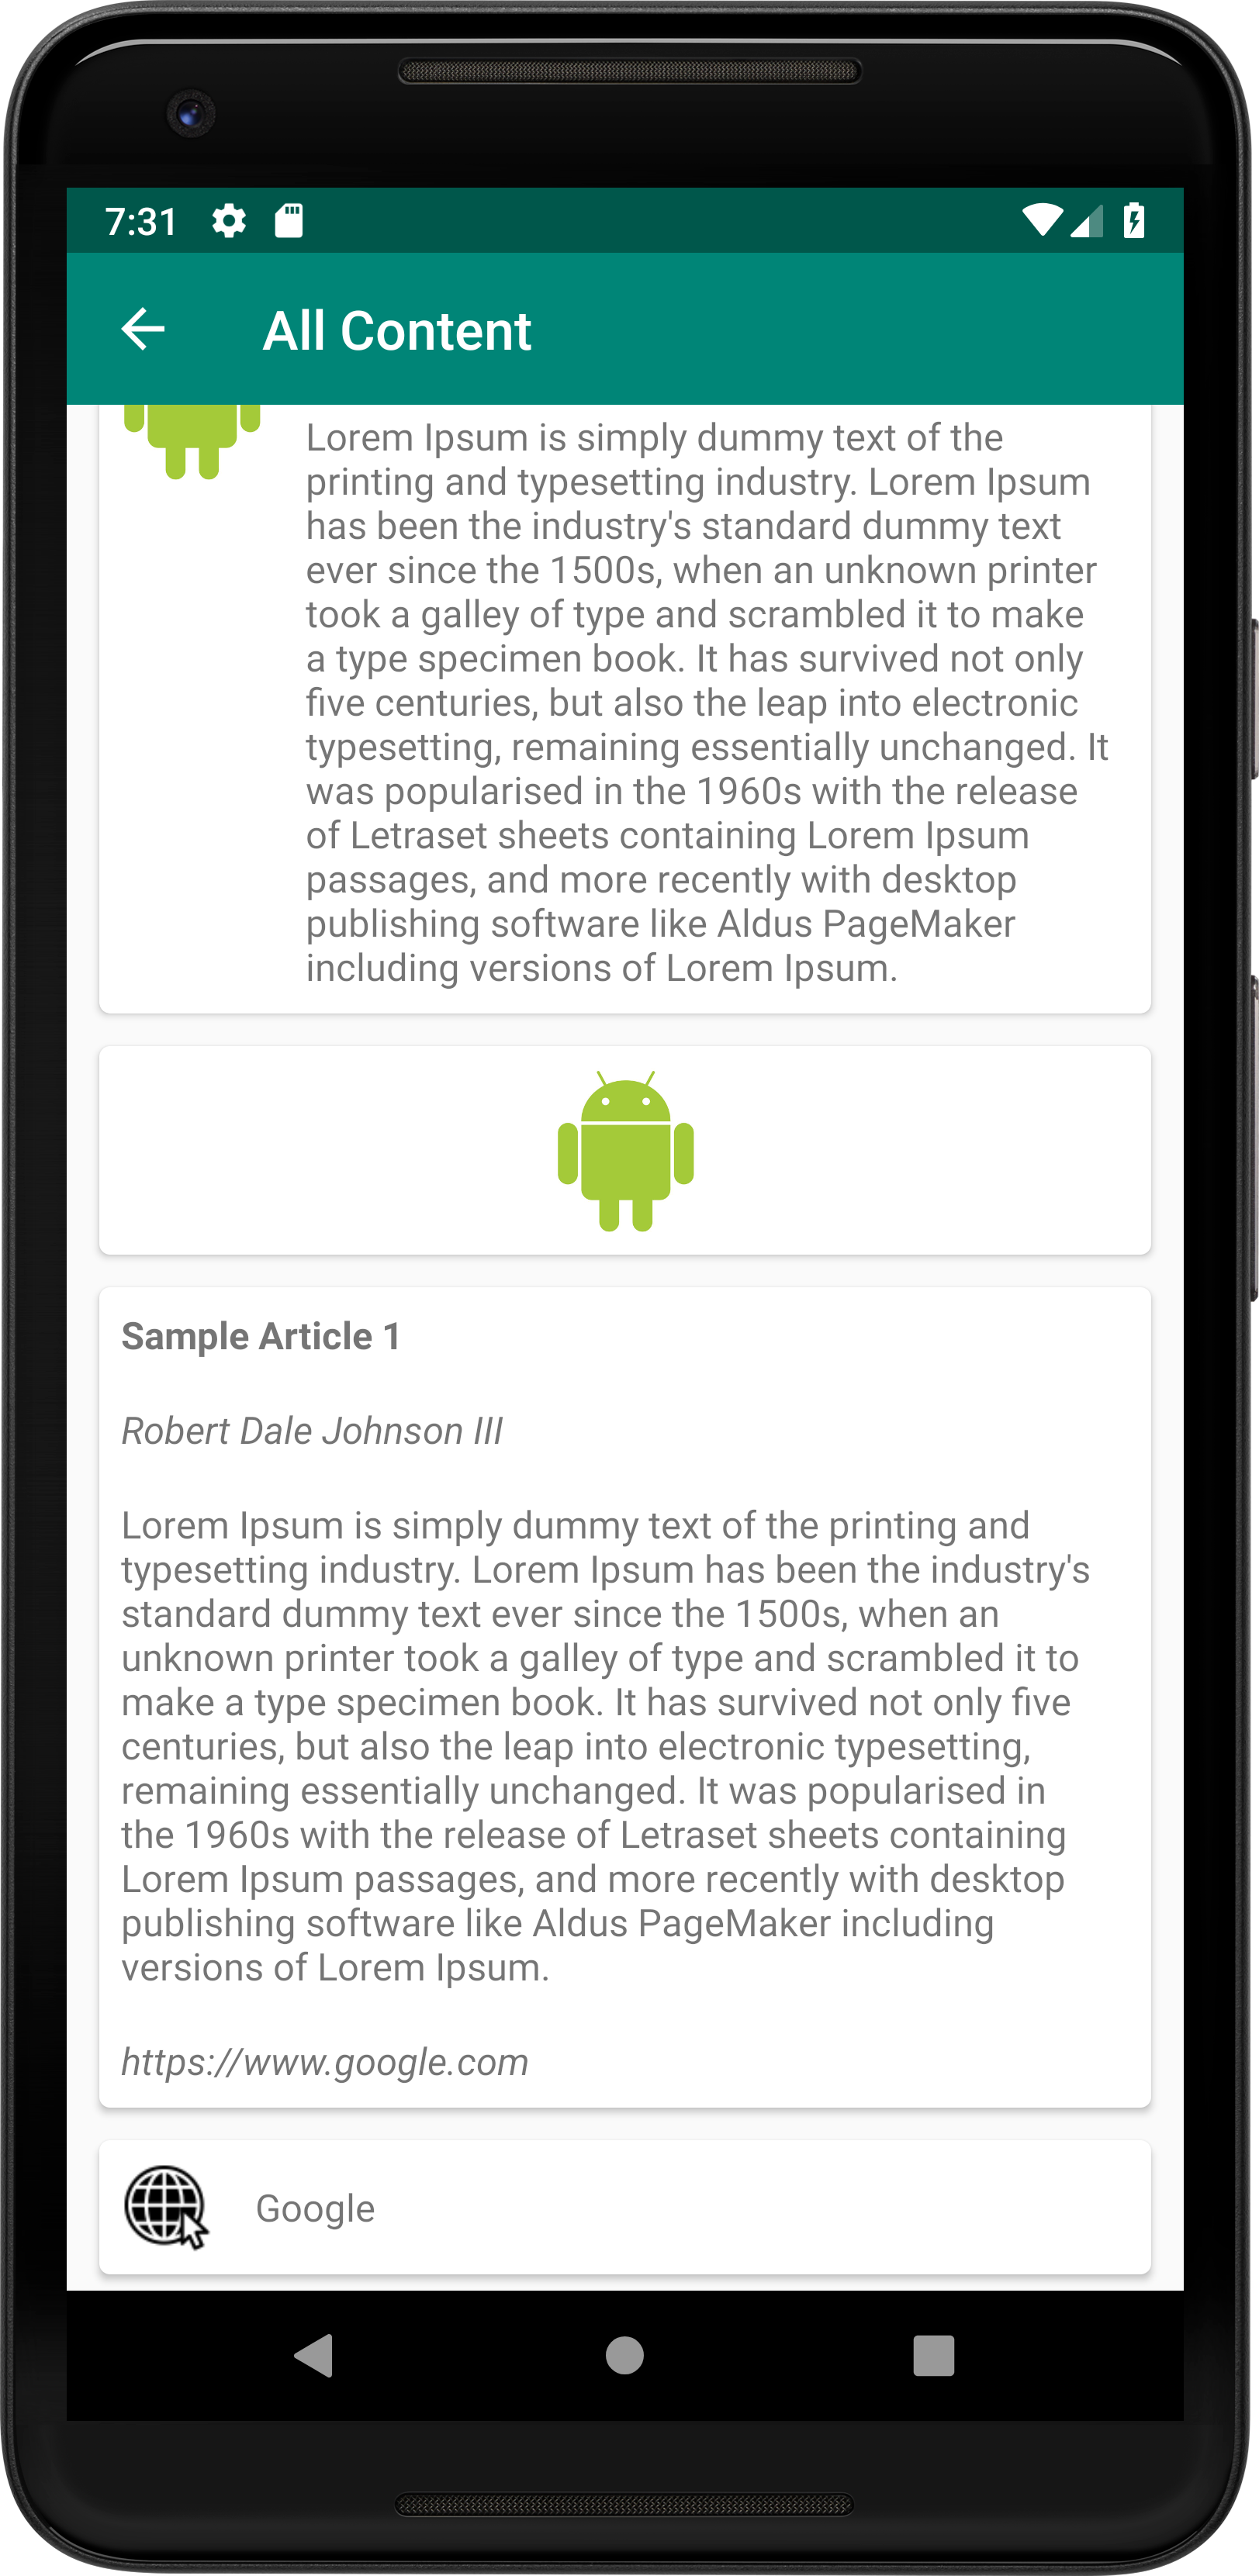 7:31
All Content
Lorem Ipsum is simply dummy text of the
printing and typesetting industry. Lorem Ipsum
has been the industry's standard dummy text
ever since the 1500s, when an unknown printer
took a galley of type and scrambled it to make
a type specimen book. It has survived not only
five centuries, but also the leap into electronic
typesetting, remaining essentially unchanged. It
was popularised in the 1960s with the release
of Letraset sheets containing Lorem Ipsum
passages, and more recently with desktop
publishing software like Aldus PageMaker
including versions of Lorem Ipsum.
Sample Article 1
Robert Dale Johnson III
Lorem Ipsum is simply dummy text of the printing and
typesetting industry. Lorem Ipsum has been the industry's
standard dummy text ever since the 1500s, when an
unknown printer took a galley of type and scrambled it to
make a type specimen book. It has survived not only five
centuries, but also the leap into electronic typesetting,
remaining essentially unchanged. It was popularised in
the 1960s with the release of Letraset sheets containing
Lorem Ipsum passages, and more recently with desktop
publishing software like Aldus PageMaker including
versions of Lorem Ipsum.
https://www.google.com
Google